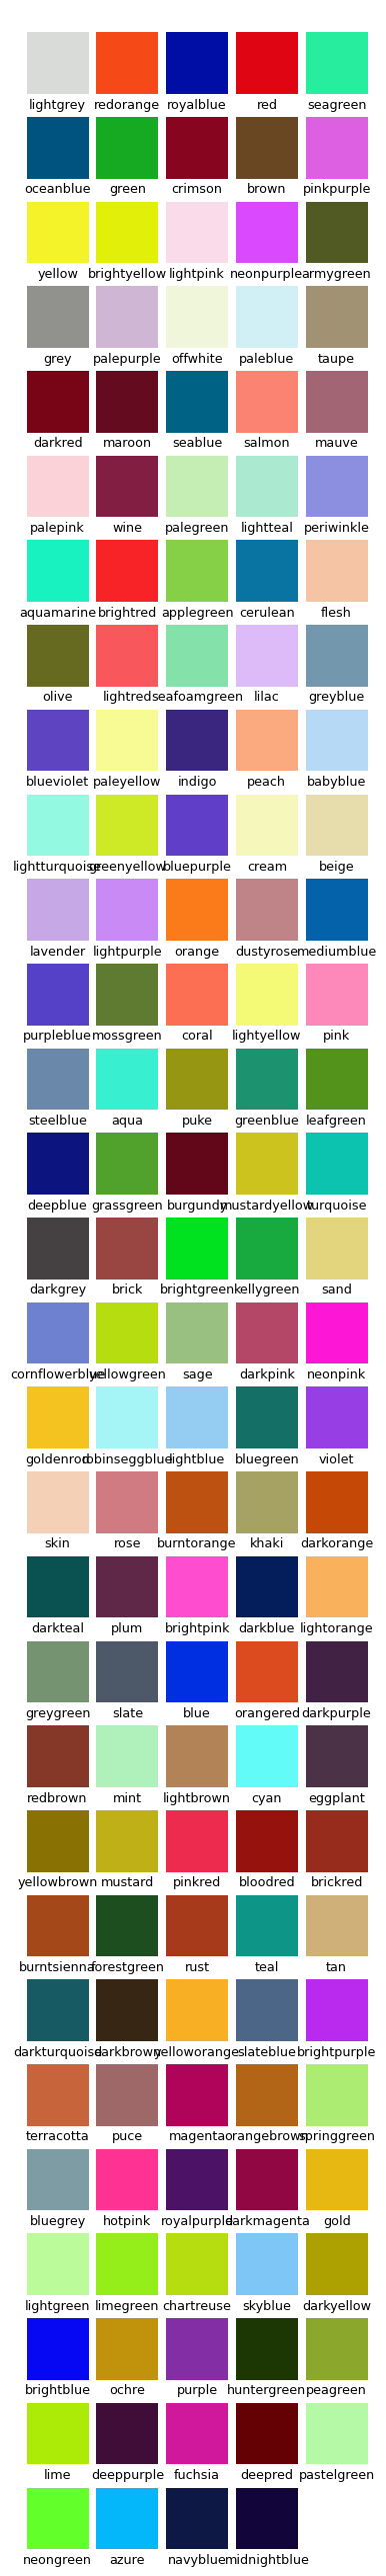 lightgrey redorange royalblue red seagreen
oceanblue green crimson brown pinkpurple
yellow brightyellow lightpink neonpurple armygreen
grey palepurple offwhite paleblue taupe
darkred maroon seablue salmon mauve
palepink wine palegreen lightteal periwinkle
aquamarine brightred applegreen cerulean flesh
olive lightred seafoamgreen lilac greyblue
blueviolet paleyellow indigo peach babyblue
lightturquoise greenyellow bluepurple cream beige
lavender lightpurple orange dustyrose mediumblue
purpleblue mossgreen coral lightyellow pink
steelblue aqua puke greenblue leafgreen
deepblue grassgreen burgundy mustardyellow turquoise
darkgrey brick brightgreen kellygreen sand
cornflowerblue yellowgreen sage darkpink neonpink
goldenrod robinseggblue lightblue bluegreen violet
skin rose burntorange khaki darkorange
darkteal plum brightpink darkblue lightorange
greygreen slate blue orangered darkpurple
redbrown mint lightbrown cyan eggplant
yellowbrown mustard pinkred bloodred brickred
burntsienna forestgreen rust teal tan
darkturquoise darkbrown yelloworange slateblue brightpurple
terracotta puce magenta orangebrown springgreen
bluegrey hotpink royalpurple darkmagenta gold
lightgreen limegreen chartreuse skyblue darkyellow
brightblue ochre purple huntergreen peagreen
lime deeppurple fuchsia deepred pastelgreen
neongreen azure navyblue midnightblue